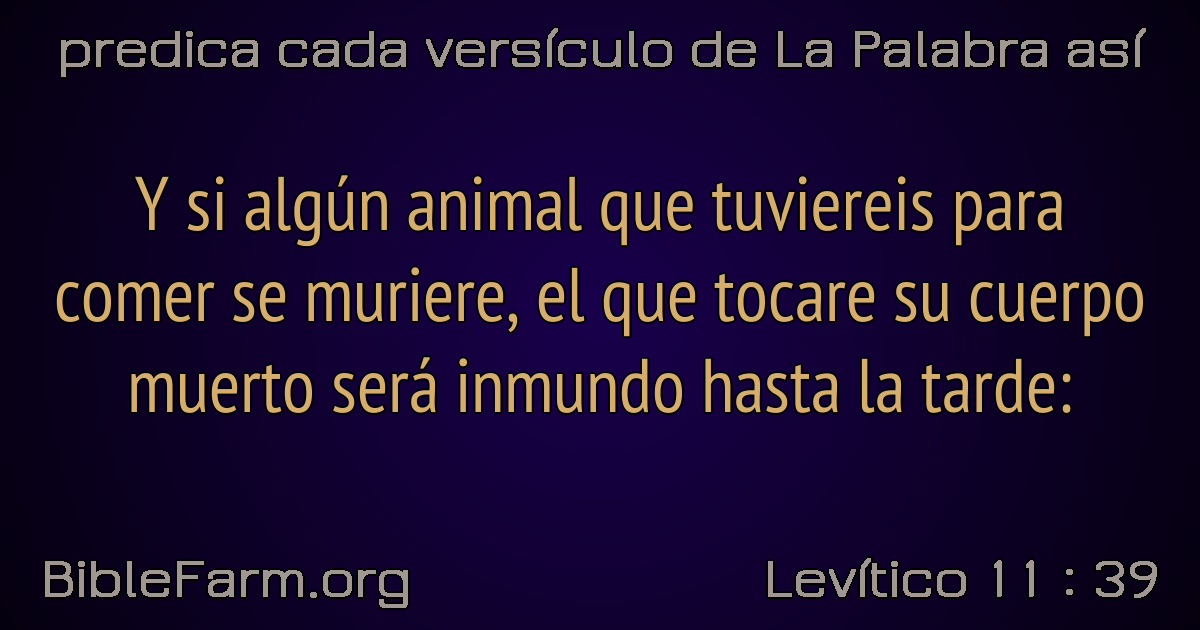 predica cada versículo de La Palabra así
Y si algún animal que tuviereis para
comer se muriere, el que tocare su cuerpo
muerto será inmundo hasta la tarde:
BibleFarm.org
Levítico 11 : 39